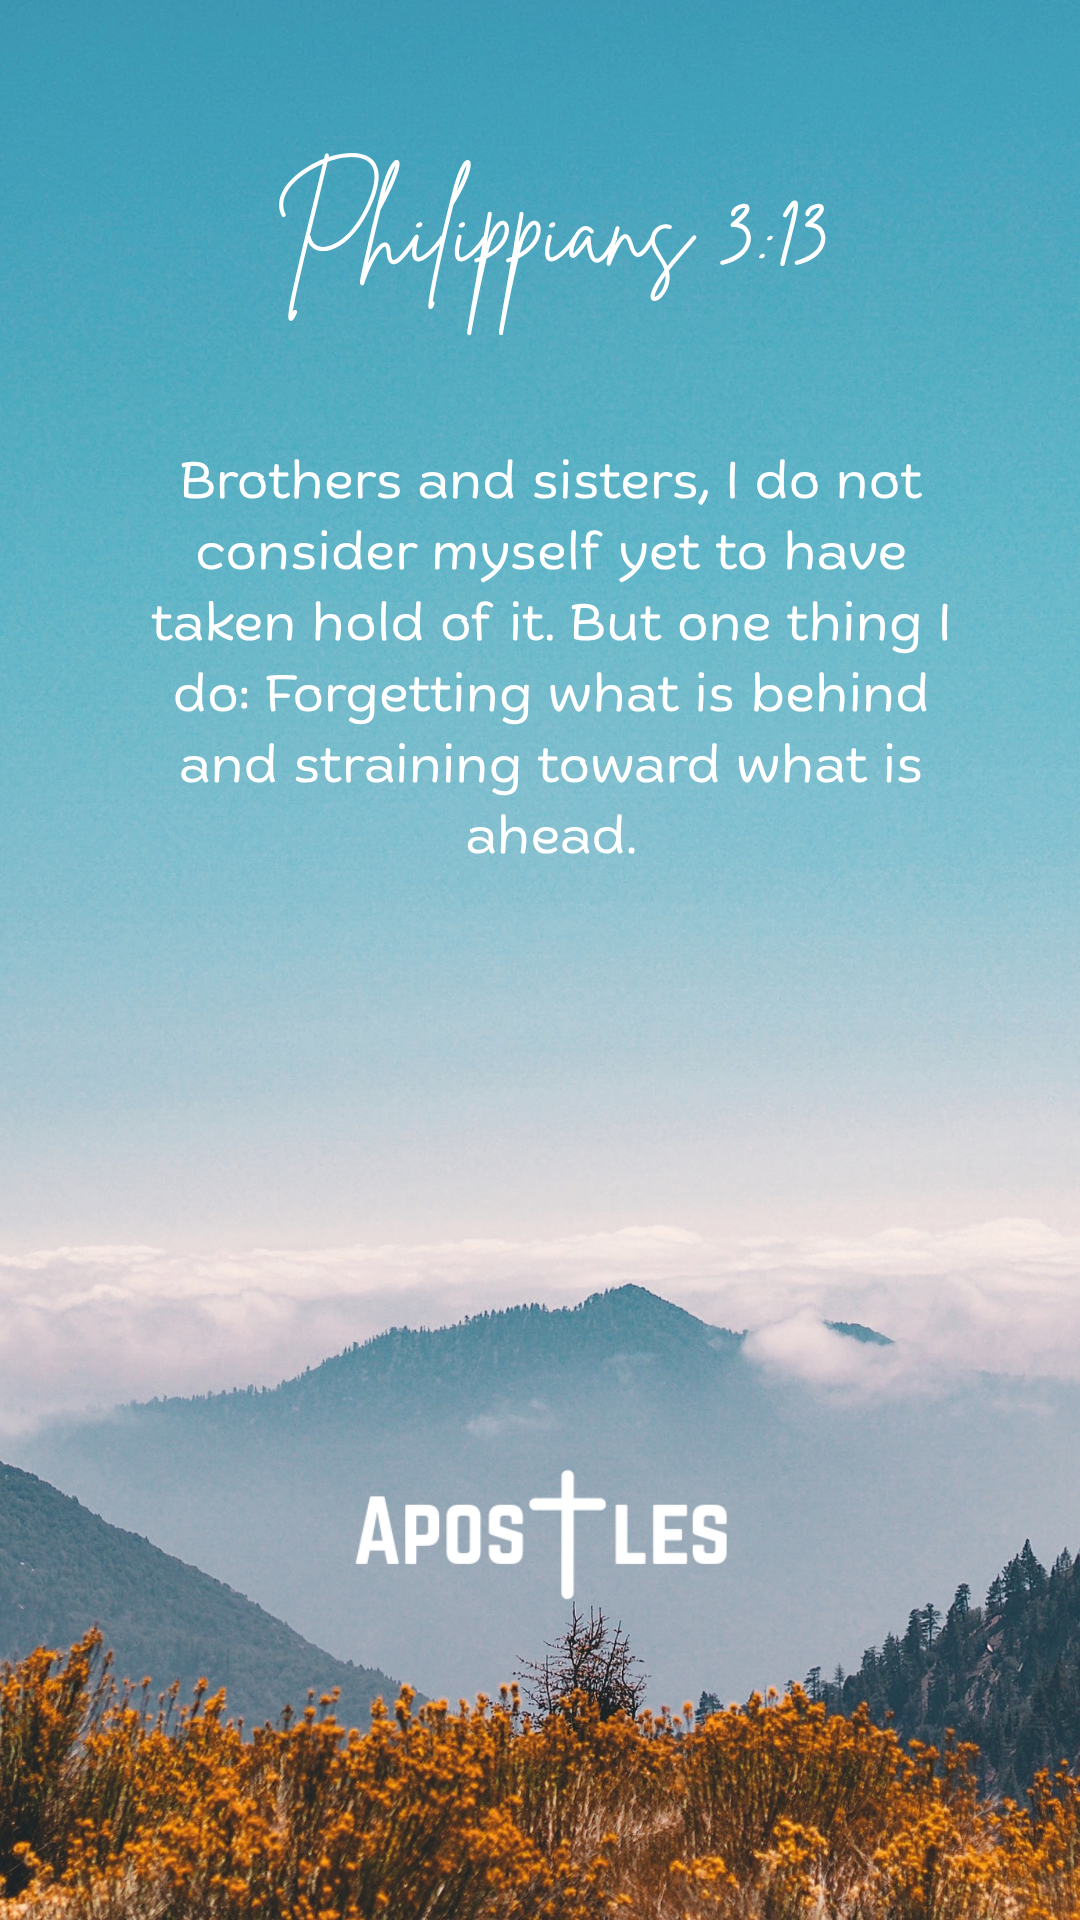 Philippians 3:13
Brothers and sisters, I do not
consider myself yet to have
taken hold of it. But one thing I
do: Forgetting what is behind
and straining toward what is
ahead.
APOSTLES